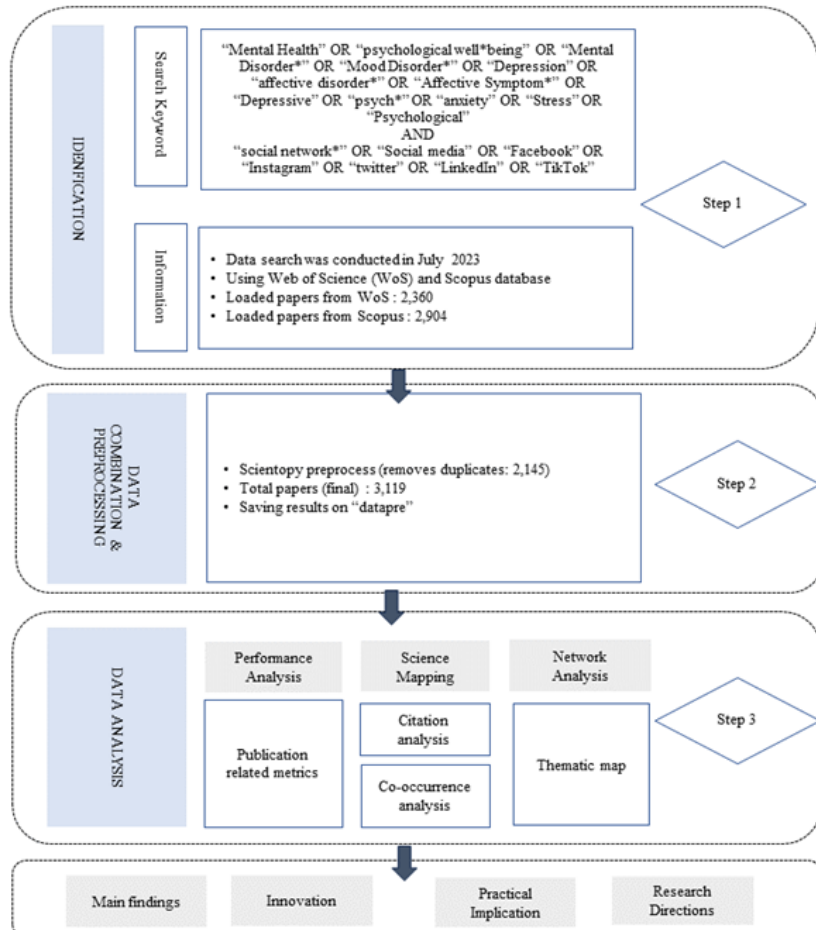 IDENFICATION
Search Keyword
“Mental Health” OR “psychological well*being” OR “Mental
Disorder*” OR “Mood Disorder*” OR “Depression” OR
“affective disorder*” OR “Affective Symptom*” OR
“Depressive” OR “psych*” OR “anxiety” OR “Stress” OR
“Psychological”
AND
“social network*” OR “Social media” OR “Facebook” OR
“Instagram” OR “twitter” OR “LinkedIn” OR “TikTok”
Step 1
Information
• Data search was conducted in July 2023
• Using Web of Science (WoS) and Scopus database
• Loaded papers from WoS : 2,360
• Loaded papers from Scopus : 2,904
DATA
COMBINATION &
PREPROCESSING
• Scientopy preprocess (removes duplicates: 2,145)
• Total papers (final) : 3,119
• Saving results on “datapre”
Step 2
DATA ANALYSIS
Performance
Analysis
Science
Mapping
Network
Analysis
Publication
related metrics
Citation
analysis
Co-occurrence
analysis
Thematic map
Step 3
Main findings
Innovation
Practical
Implication
Research
Directions